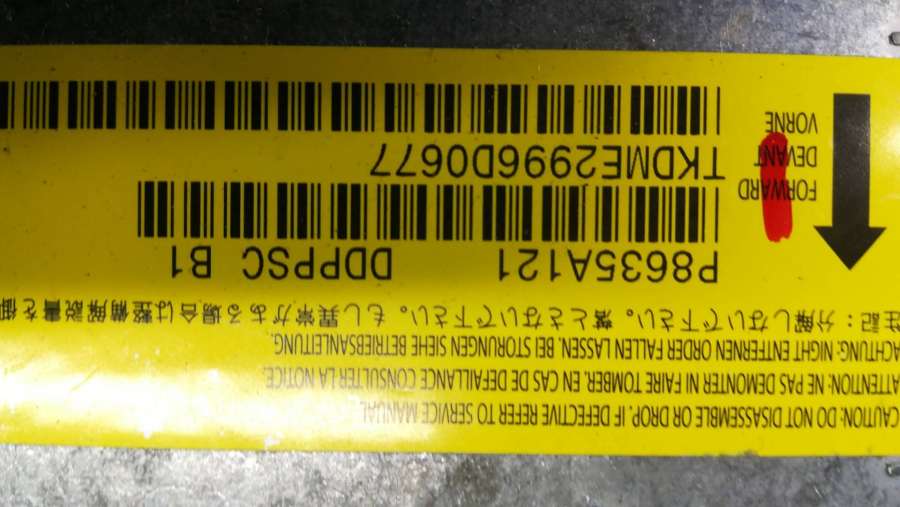 CAUTION: DO NOT DISASSEMBLE OR DROP, IF DEFECTIVE REFER TO SERVICE MANUAL
ATTENTION: NE PAS DEMONTER NI FAIRE TOMBER, EN CAS DE DEFAILLANCE CONSULTER LA NOTICE.
ACHTUNG: NIGHT ENTFERNEN ORDER FALLEN LASSEN, BEI STORUNGEN SIEHE BETRIEBSANLEITUNG.
注記：分解しないで下さい。落とさないで下さい。もし異常がある場合は整備解説書を御
P8635A121 DDPPSC B1
TKDME2996D0677
FORWARD
DEVANT
VORNE